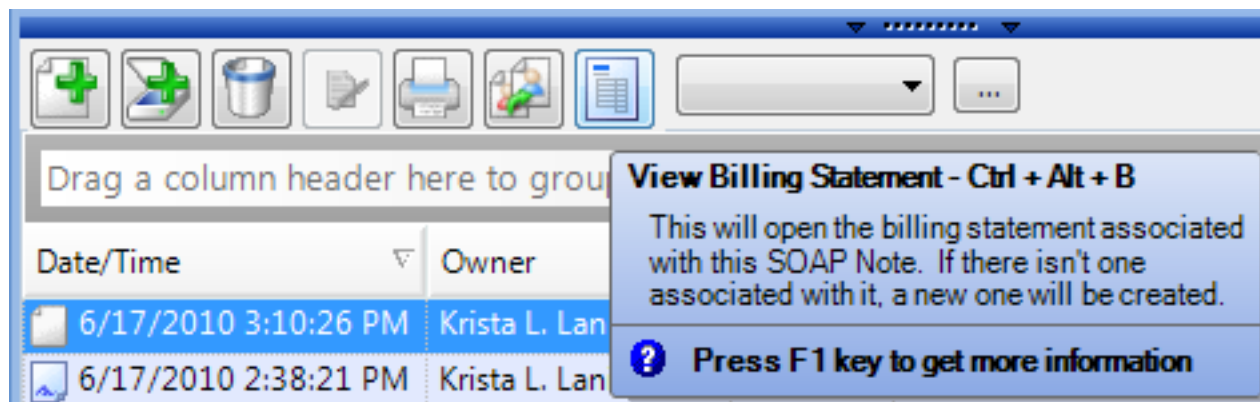 ...
Drag a column header here to grou
View Billing Statement - Ctrl + Alt + B
This will open the billing statement associated
with this SOAP Note.  If there isn't one
associated with it, a new one will be created.
Press F1 key to get more information
Date/Time Owner
6/17/2010 3:10:26 PM Krista L. Lan
6/17/2010 2:38:21 PM Krista L. Lan